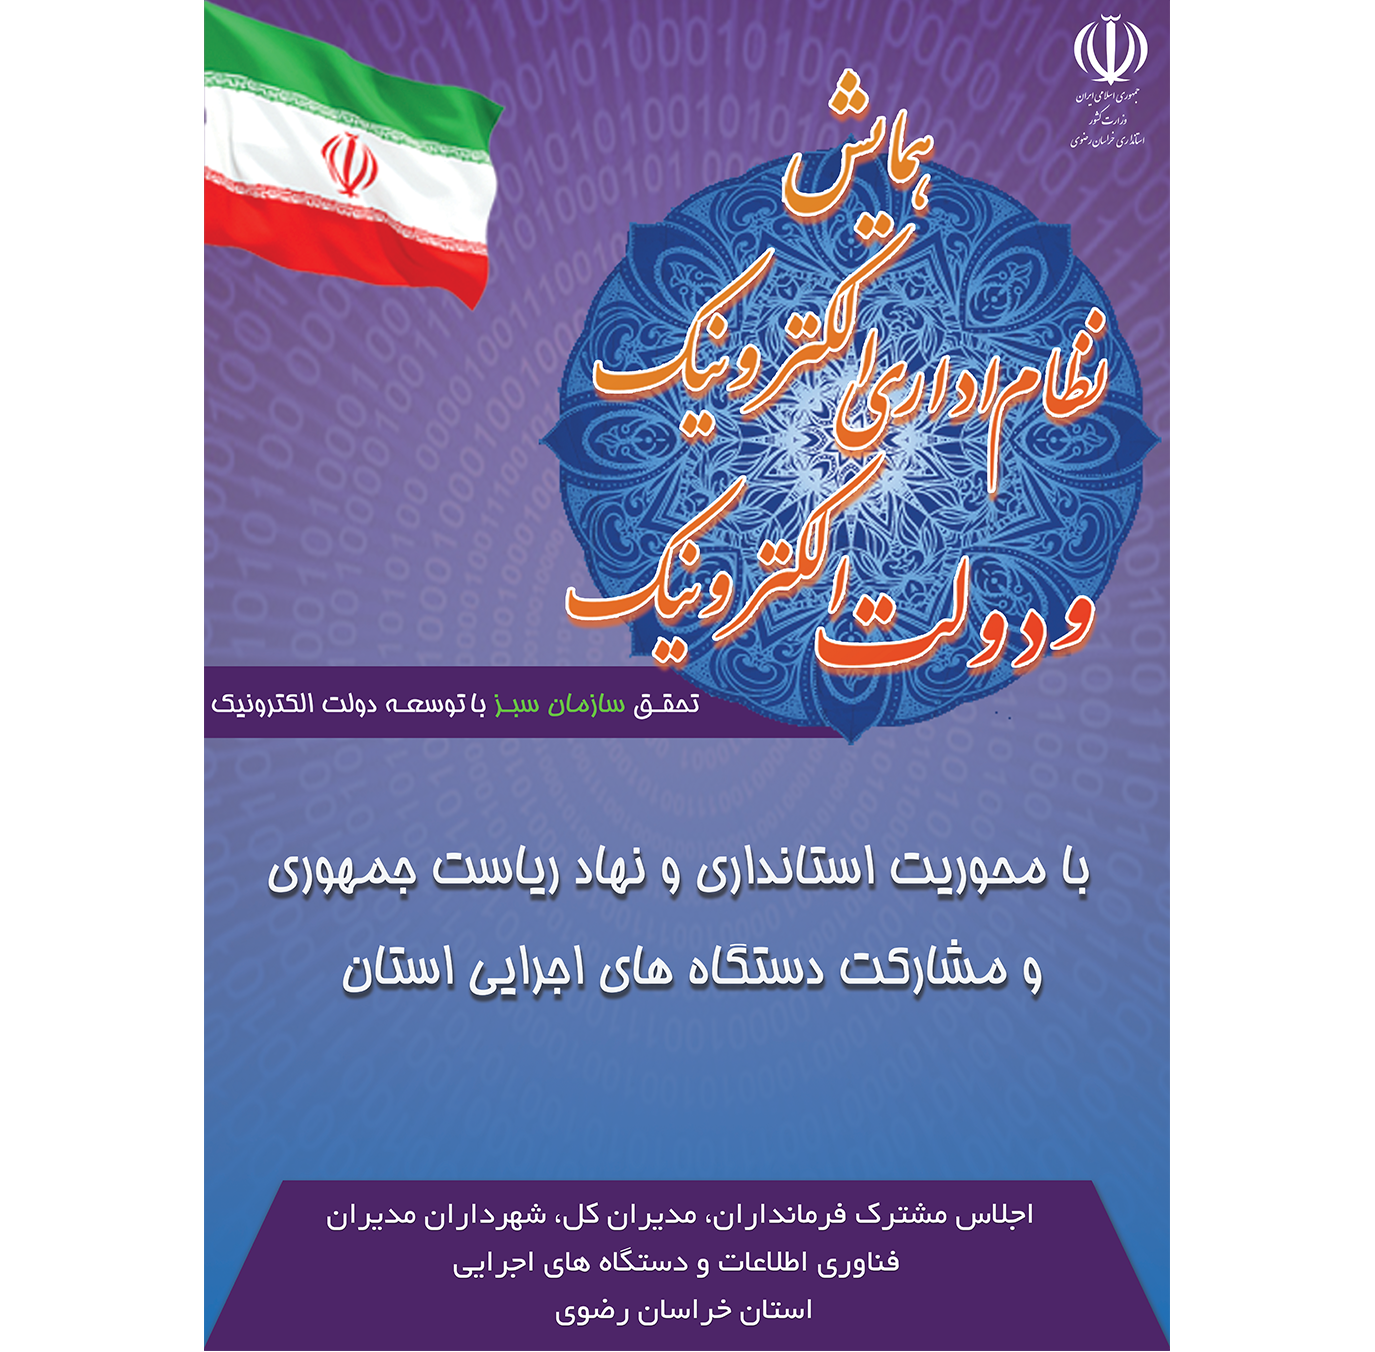 جمهوری اسلامی ایران
وزارت کشور
استانداری خراسان رضوی
همایش
نظام اداری الکترونیک
و دولت الکترونیک
تحقق سازمان سبز با توسعه دولت الکترونیک
با محوریت استانداری و نهاد ریاست جمهوری
و مشارکت دستگاه های اجرایی استان
اجلاس مشترک فرمانداران، مدیران کل، شهرداران مدیران
فناوری اطلاعات و دستگاه های اجرایی
استان خراسان رضوی